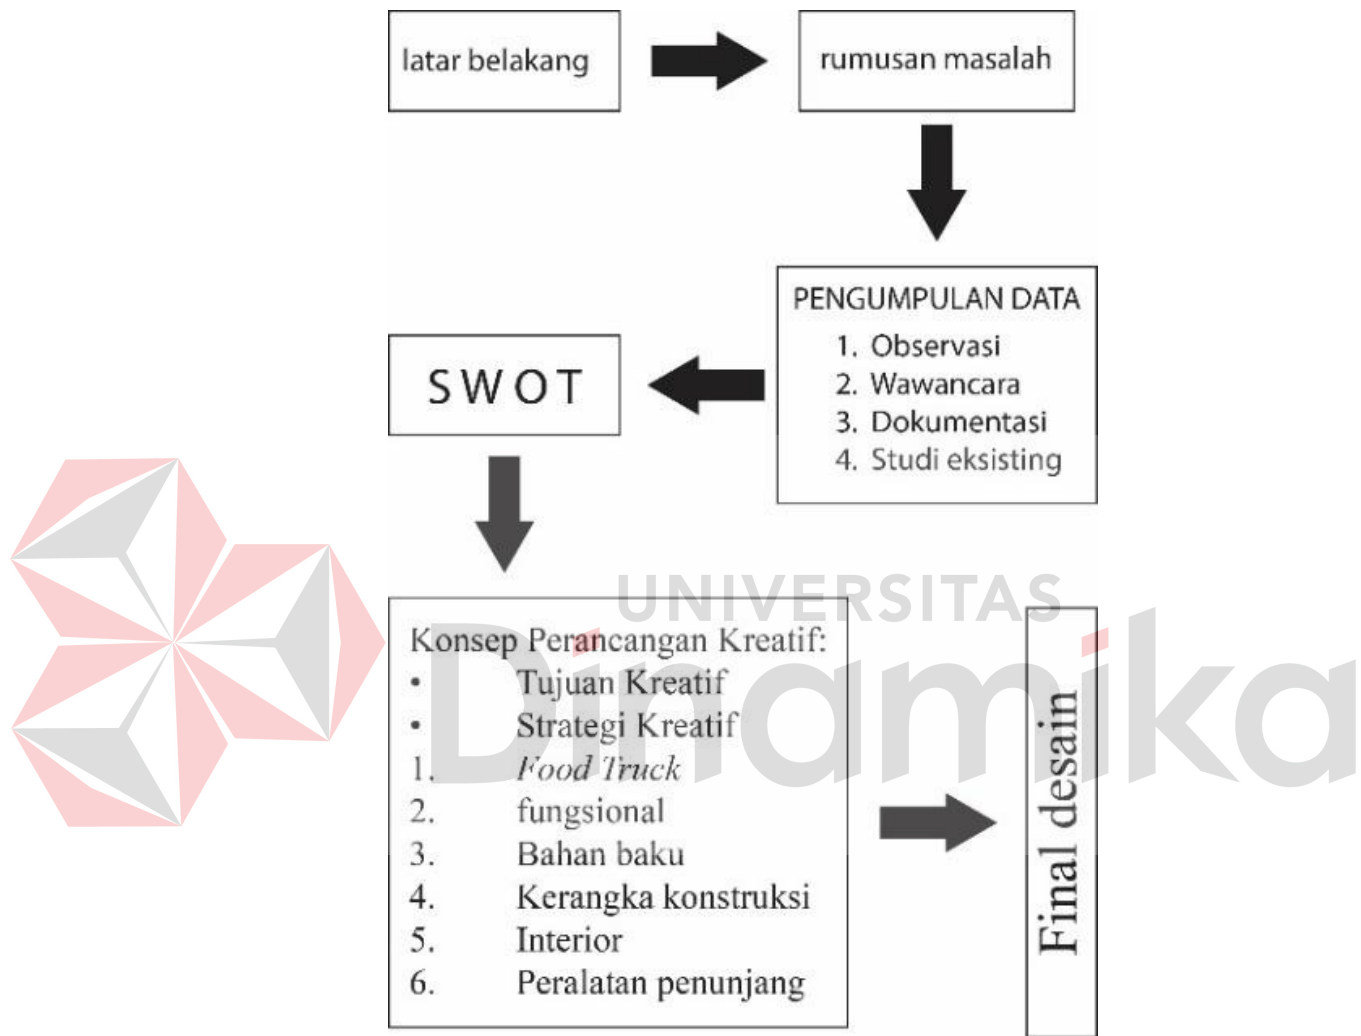 latar belakang
rumusan masalah
PENGUMPULAN DATA
1. Observasi
2. Wawancara
3. Dokumentasi
4. Studi eksisting
SWOT
Konsep Perancangan Kreatif:
• Tujuan Kreatif
• Strategi Kreatif
1. Food Truck
2. fungsional
3. Bahan baku
4. Kerangka konstruksi
5. Interior
6. Peralatan penunjang
Final desain
UNIVERSITAS
Dinamika